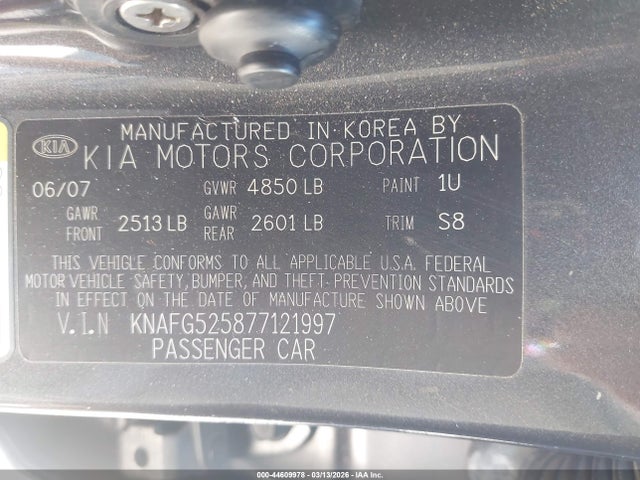 MANUFACTURED IN KOREA BY
KIA KIA MOTORS CORPORATION
06/07 GVWR 4850 LB PAINT 1U
GAWR FRONT 2513 LB GAWR REAR 2601 LB TRIM S8
THIS VEHICLE CONFORMS TO ALL APPLICABLE U.S.A. FEDERAL
MOTOR VEHICLE SAFETY, BUMPER, AND THEFT PREVENTION STANDARDS
IN EFFECT ON THE DATE OF MANUFACTURE SHOWN ABOVE
V.I.N KNAFG525877121997
PASSENGER CAR
000-44609978 - 03/13/2026 - IAA Inc.